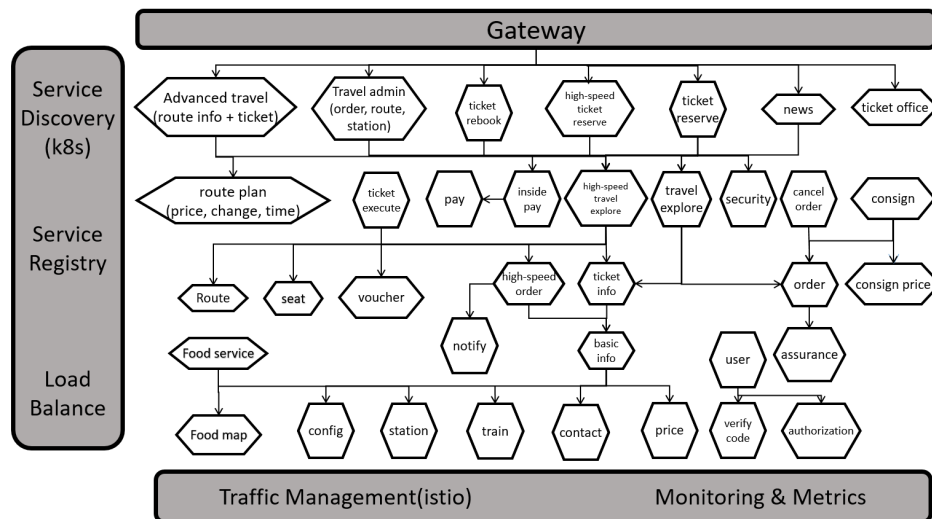 Gateway
Service
Discovery
(k8s)
Service
Registry
Load
Balance
Advanced travel
(route info + ticket)
Travel admin
(order, route,
station)
ticket
rebook
high-speed
ticket
reserve
ticket
reserve
news
ticket office
route plan
(price, change, time)
ticket
execute
pay
inside
pay
high-speed
travel
explore
travel
explore
security
cancel
order
consign
Route
seat
voucher
high-speed
order
ticket
info
order
consign price
notify
basic
info
user
assurance
Food service
Food map
config
station
train
contact
price
verify
code
authorization
Traffic Management(istio)
Monitoring & Metrics